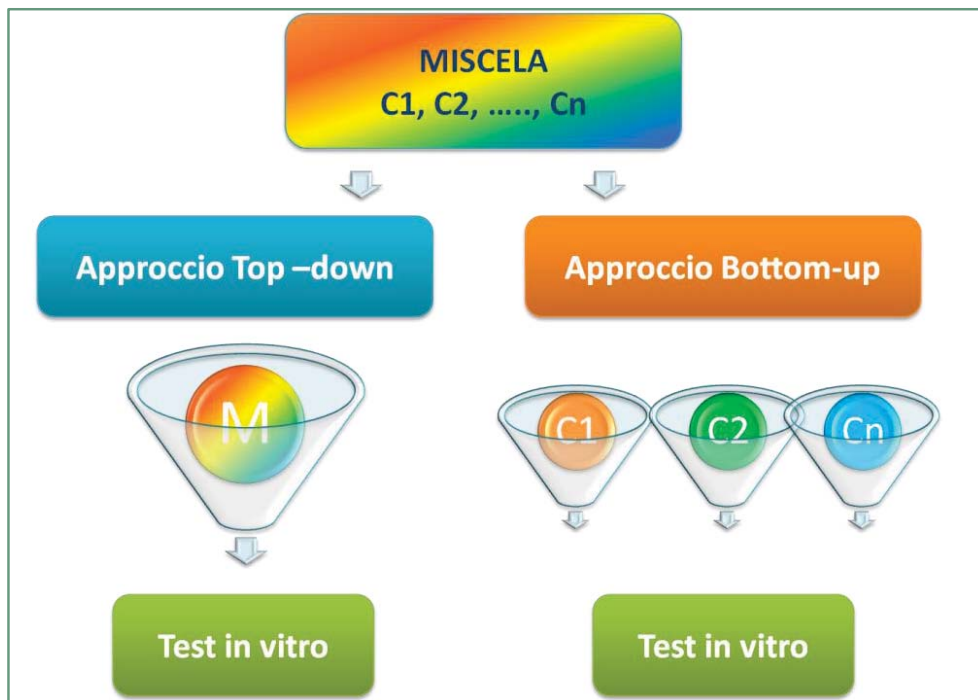 MISCELA
C1, C2, ....., Cn
Approccio Top –down
Approccio Bottom-up
M
C1
C2
Cn
Test in vitro
Test in vitro